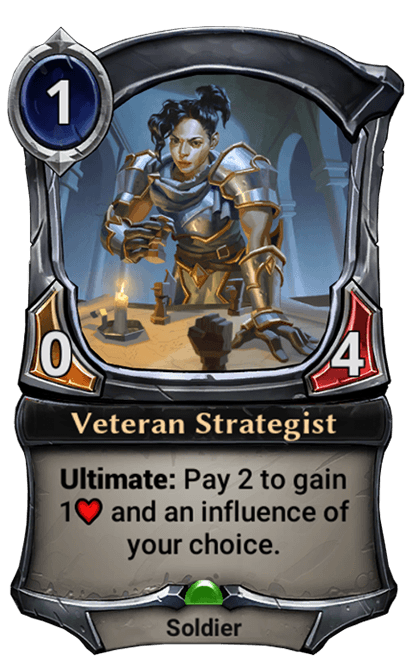 1
0
4
Veteran Strategist
Ultimate: Pay 2 to gain
1❤ and an influence of
your choice.
Soldier